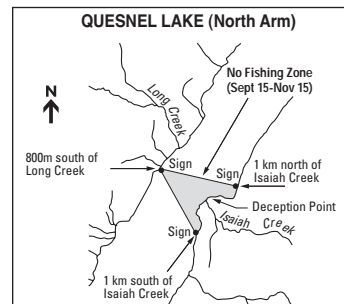 QUESNEL LAKE (North Arm)
No Fishing Zone
(Sept 15-Nov 15)
Long Creek
N
800m south of
Long Creek
Sign
Sign
1 km north of
Isaiah Creek
Deception Point
Isaiah Creek
Sign
1 km south of
Isaiah Creek